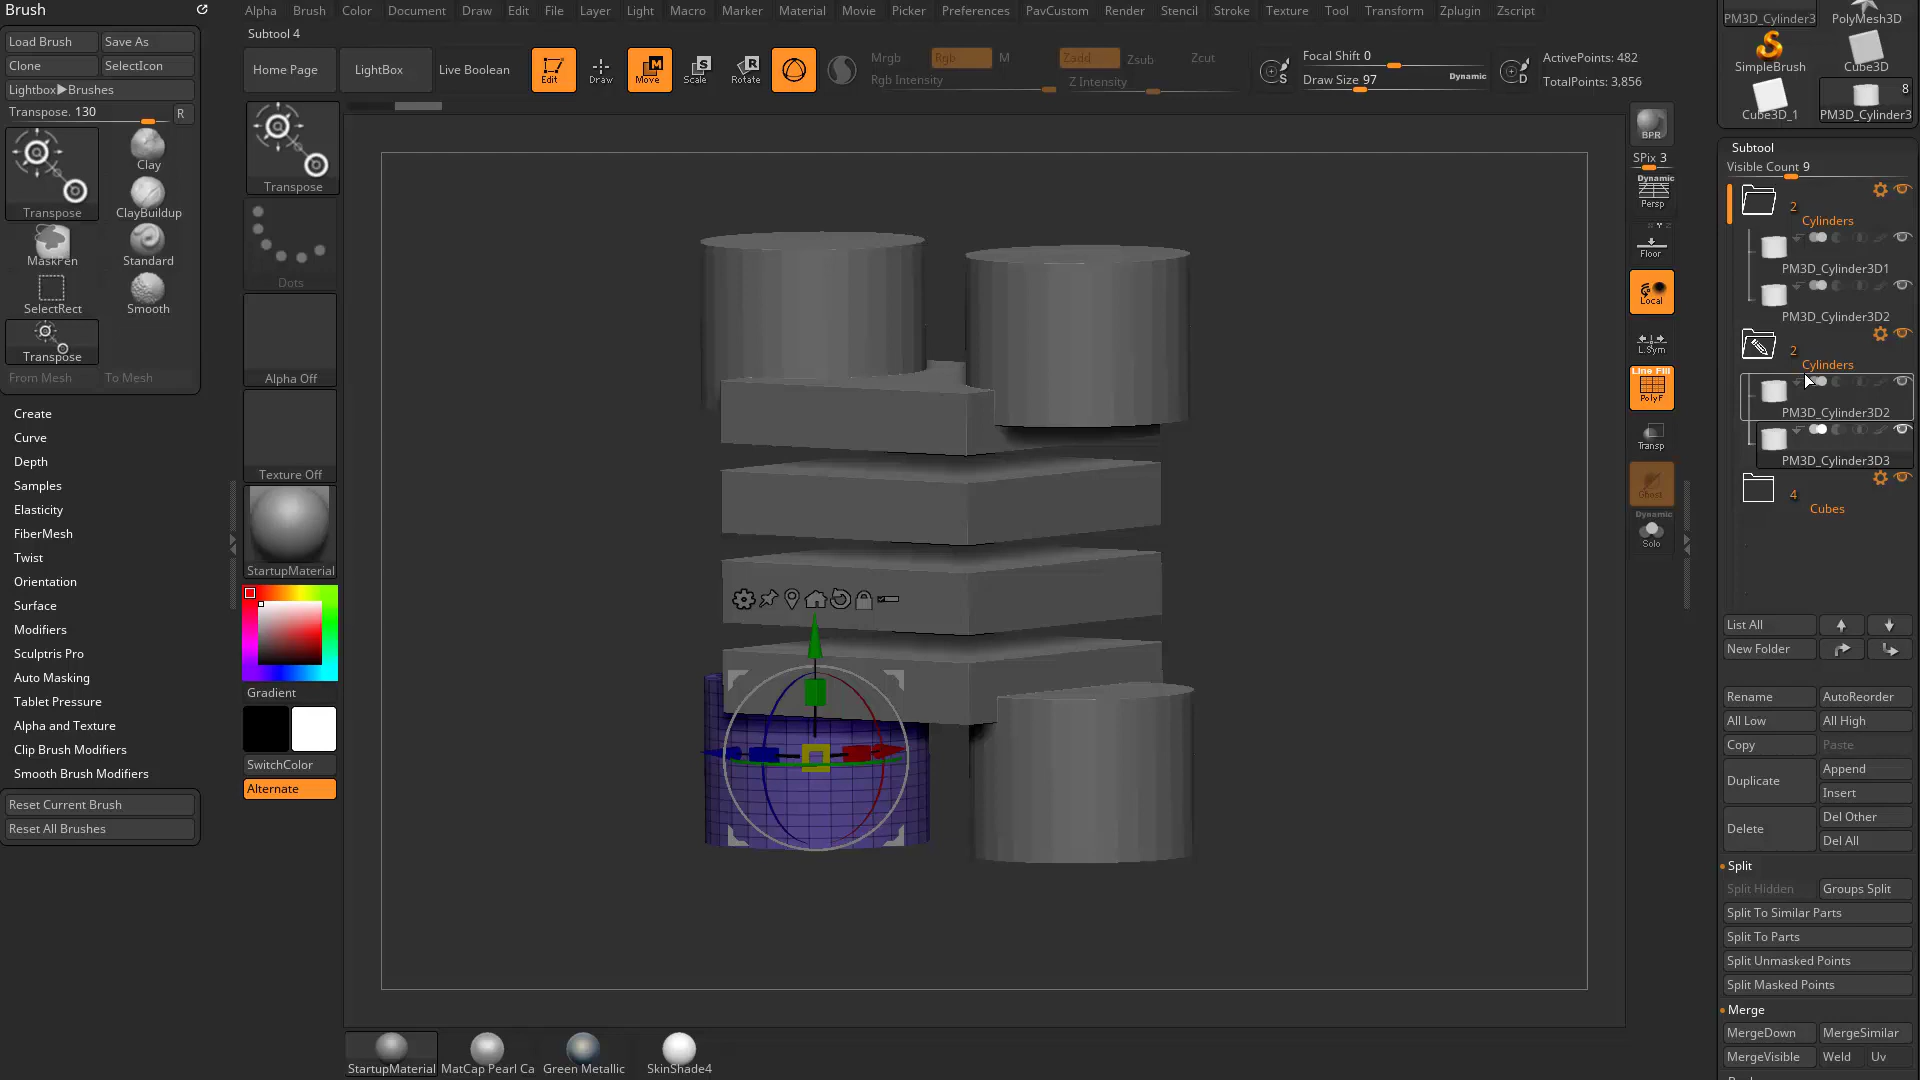 Brush
Load Brush
Save As
Clone
SelectIcon
Lightbox▶Brushes
Transpose. 130
R
Transpose
Clay
ClayBuildup
MaskPen
Standard
SelectRect
Smooth
Transpose
From Mesh
To Mesh
Create
Curve
Depth
Samples
Elasticity
FiberMesh
Twist
Orientation
Surface
Modifiers
Sculptris Pro
Auto Masking
Tablet Pressure
Alpha and Texture
Clip Brush Modifiers
Smooth Brush Modifiers
Reset Current Brush
Reset All Brushes
Alpha Brush Color Document Draw Edit File Layer Light Macro Marker Material Movie Picker Preferences PavCustom Render Stencil Stroke Texture Tool Transform Zplugin Zscript
Subtool 4
Home Page
LightBox
Live Boolean
Edit
Draw
Move
Scale
Rotate
Mrgb
Rgb
M
Rgb Intensity
Zadd
Zsub
Zcut
Z Intensity
S
Focal Shift 0
Draw Size 97
Dynamic
D
ActivePoints: 482
TotalPoints: 3,856
Transpose
Dots
Alpha Off
Texture Off
StartupMaterial
Gradient
SwitchColor
Alternate
BPR
SPix 3
Dynamic
Persp
Floor
Local
L.Sym
Line Fill
PolyF
Transp
Ghost
Dynamic
Solo
StartupMaterial
MatCap Pearl Ca
Green Metallic
SkinShade4
PM3D_Cylinder3
PolyMesh3D
SimpleBrush
Cube3D
Cube3D_1
8
PM3D_Cylinder3
Subtool
Visible Count 9
2
Cylinders
PM3D_Cylinder3D1
PM3D_Cylinder3D2
2
Cylinders
PM3D_Cylinder3D2
PM3D_Cylinder3D3
4
Cubes
List All
New Folder
Rename
AutoReorder
All Low
All High
Copy
Paste
Duplicate
Append
Insert
Delete
Del Other
Del All
Split
Split Hidden
Groups Split
Split To Similar Parts
Split To Parts
Split Unmasked Points
Split Masked Points
Merge
MergeDown
MergeSimilar
MergeVisible
Weld
Uv